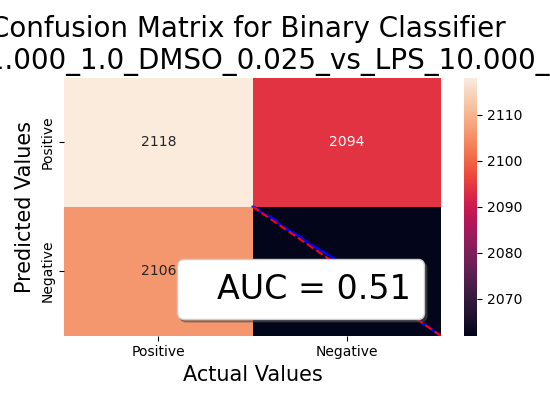 Confusion Matrix for Binary Classifier
1.000_1.0_DMSO_0.025_vs_LPS_10.000_
Predicted Values
Positive
Negative
2118
2094
2106
AUC = 0.51
Positive
Negative
Actual Values
2110
2100
2090
2080
2070